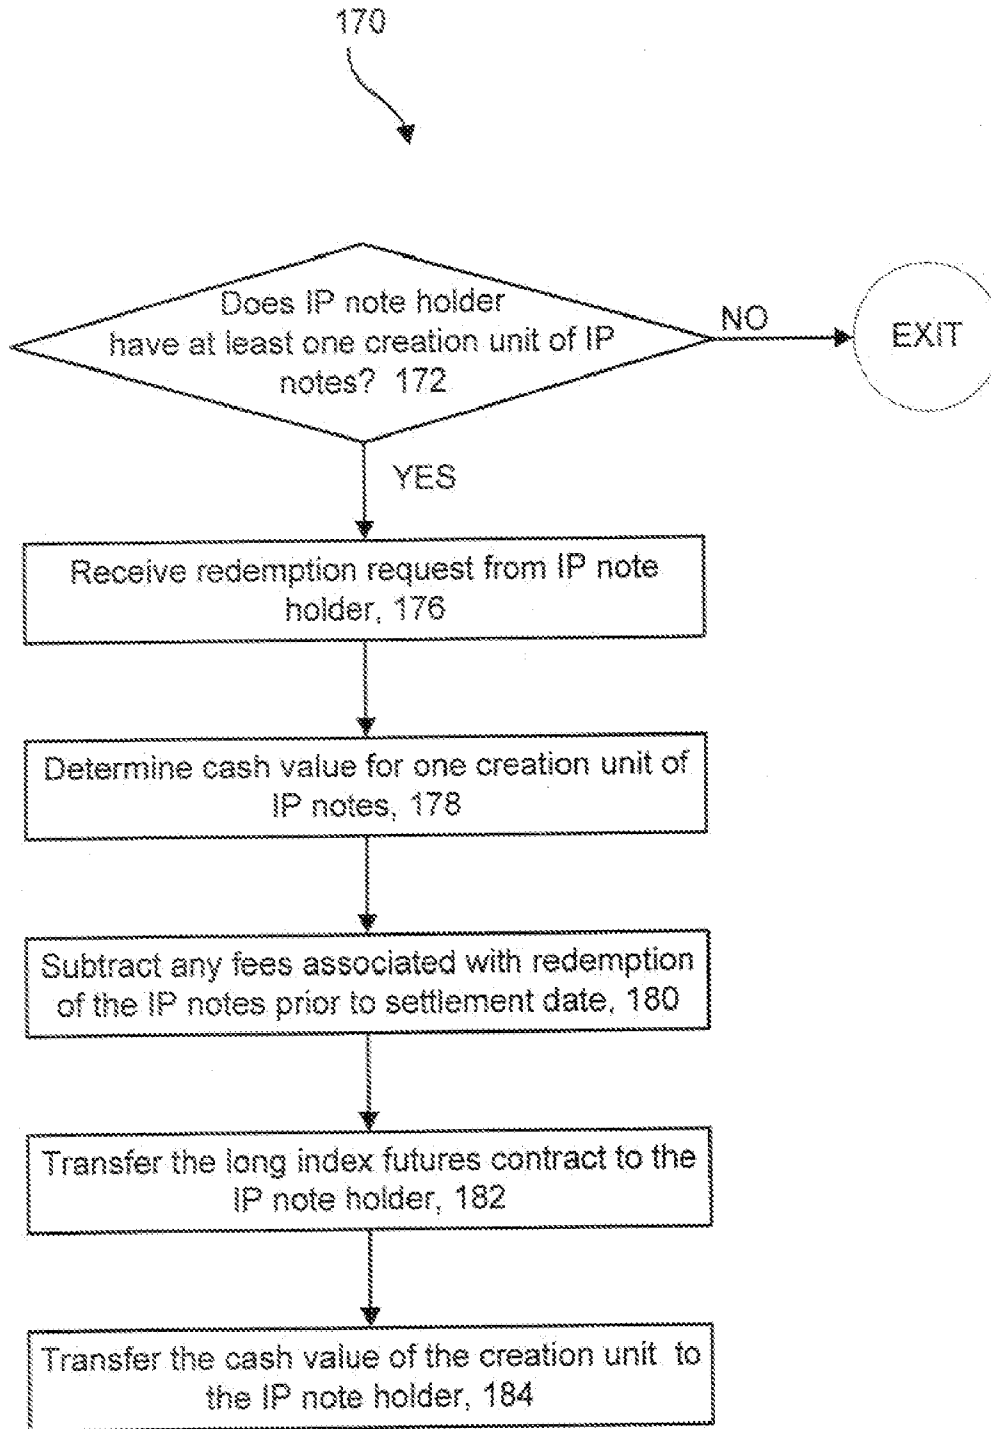 170
Does IP note holder
have at least one creation unit of IP
notes? 172
NO
EXIT
YES
Receive redemption request from IP note
holder, 176
Determine cash value for one creation unit of
IP notes, 178
Subtract any fees associated with redemption
of the IP notes prior to settlement date, 180
Transfer the long index futures contract to the
IP note holder, 182
Transfer the cash value of the creation unit to
the IP note holder, 184